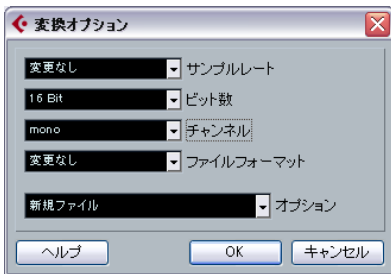 変換オプション
変更なし サンプルレート
16 Bit ビット数
mono チャンネル
変更なし ファイルフォーマット
新規ファイル オプション
ヘルプ OK キャンセル